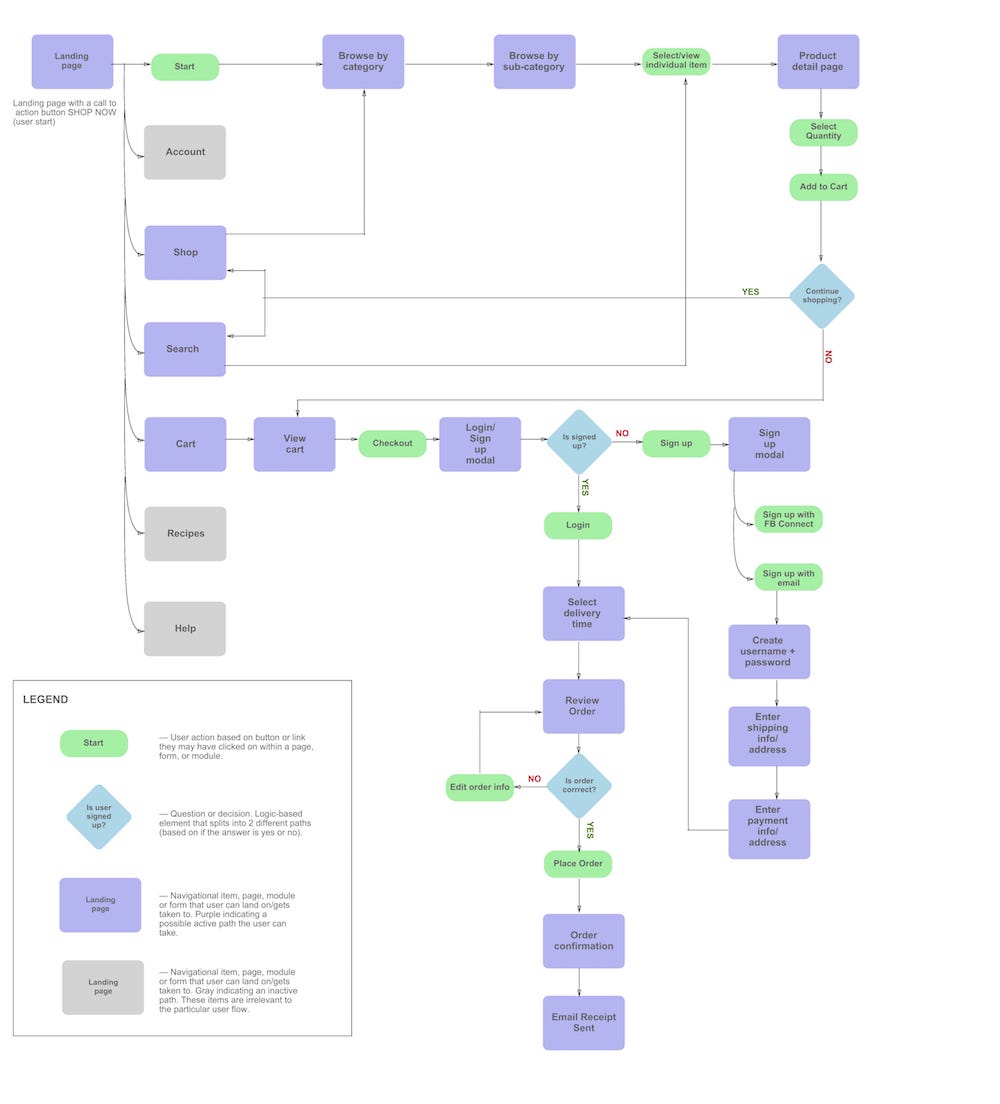 Landing
page
Start
Browse by
category
Browse by
sub-category
Select/view
individual item
Product
detail page
Landing page with a call to
action button SHOP NOW
(user start)
Select
Quantity
Account
Add to Cart
Shop
YES
Continue
shopping?
Search
NO
Cart
View
cart
Checkout
Login/
Sign
up
modal
Is signed
up?
NO
Sign up
Sign
up
modal
YES
Recipes
Login
Sign up with
FB Connect
Sign up with
email
Help
Select
delivery
time
Create
username +
password
Review
Order
Enter
shipping
info/
address
Edit order info
NO
Is order
corrrect?
YES
Enter
payment
info/
address
Place Order
Order
confirmation
Email Receipt
Sent
LEGEND
Start
— User action based on button or link
they may have clicked on within a page,
form, or module.
Is user
signed
up?
— Question or decision. Logic-based
element that splits into 2 different paths
(based on if the answer is yes or no).
Landing
page
— Navigational item, page, module
or form that user can land on/gets
taken to. Purple indicating a
possible active path the user can
take.
Landing
page
— Navigational item, page, module
or form that user can land on/gets
taken to. Gray indicating an inactive
path. These items are irrelevant to
the particular user flow.